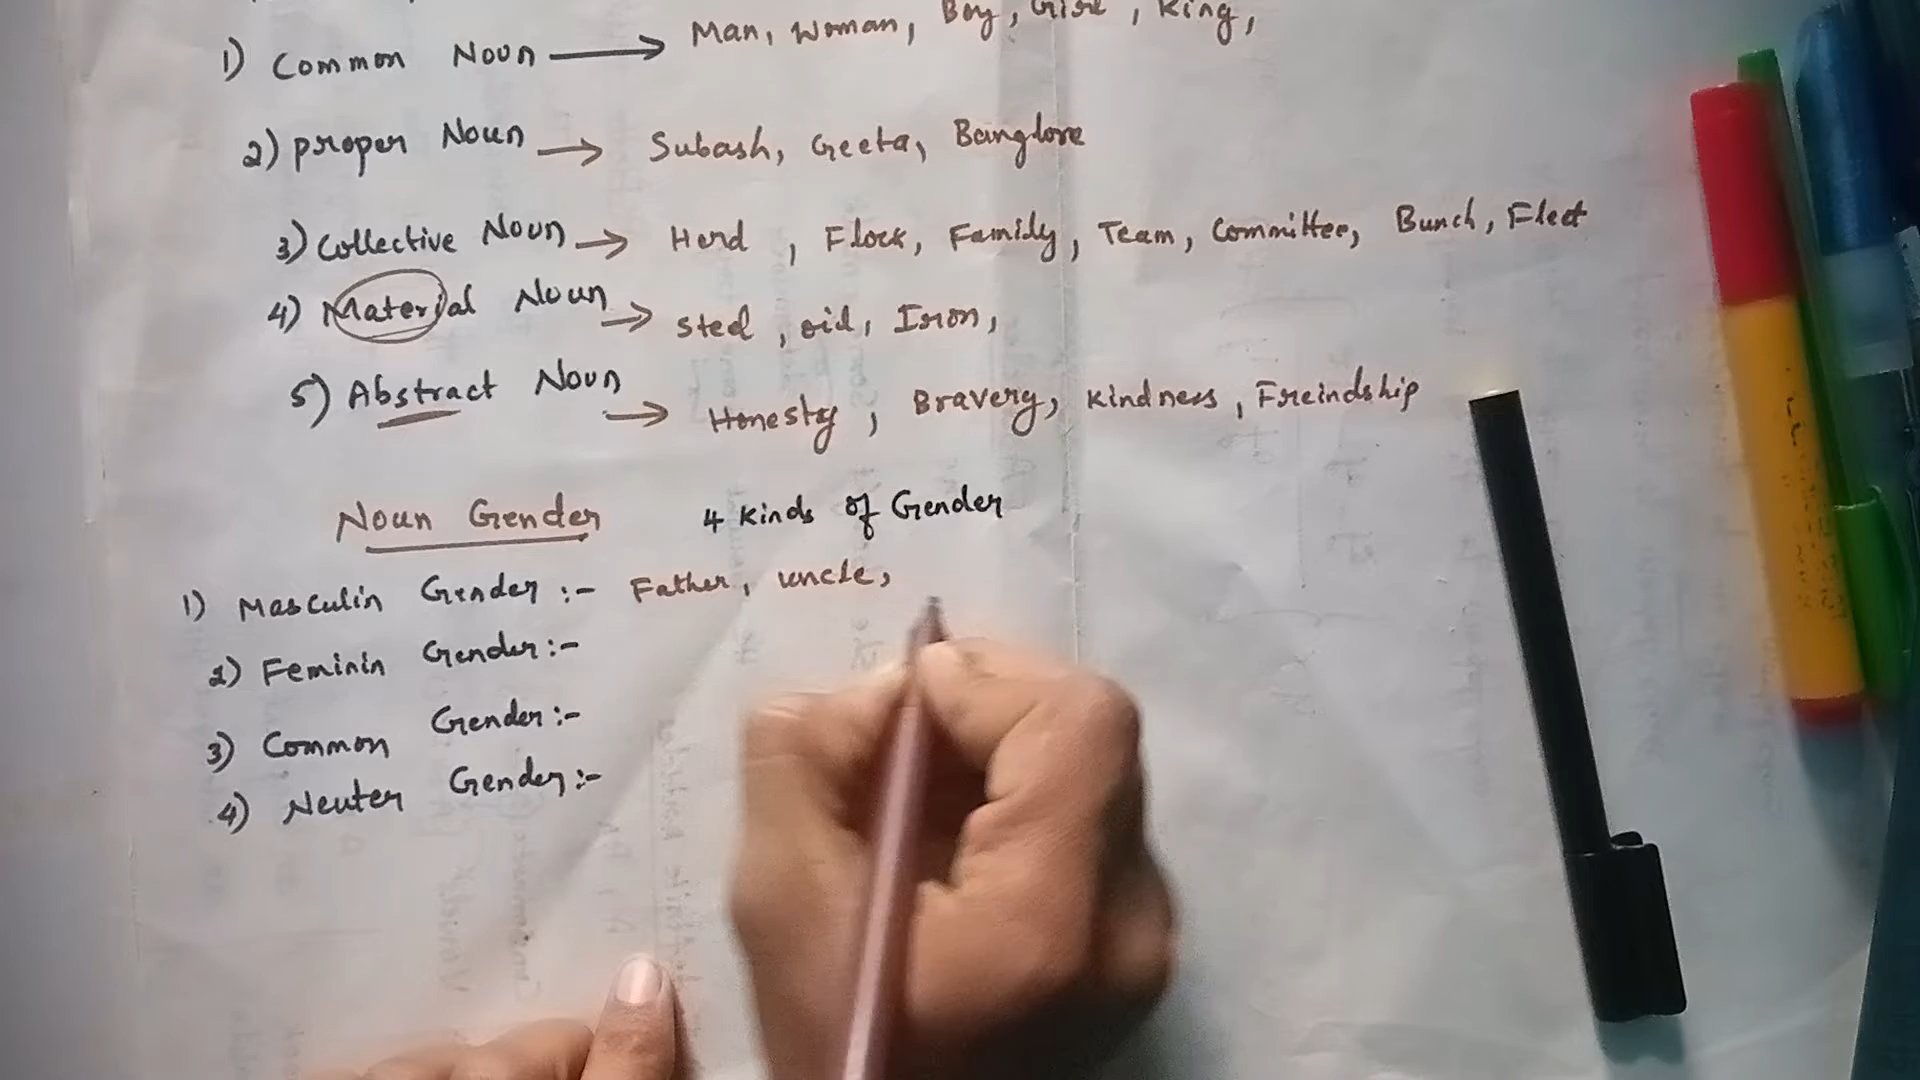 1) Common Noun → Man, Woman, Boy, Girl, King,
2) proper Noun → Subash, Geeta, Banglore
3) Collective Noun → Herd, Flock, Family, Team, Committee, Bunch, Fleet
4) Material Noun → steel, oil, Iron,
5) Abstract Noun → Honesty, Bravery, Kindness, Freindship
Noun Gender 4 Kinds of Gender
1) Masculin Gender :- Father, uncle,
2) Feminin Gender :-
3) Common Gender :-
4) Neuter Gender :-